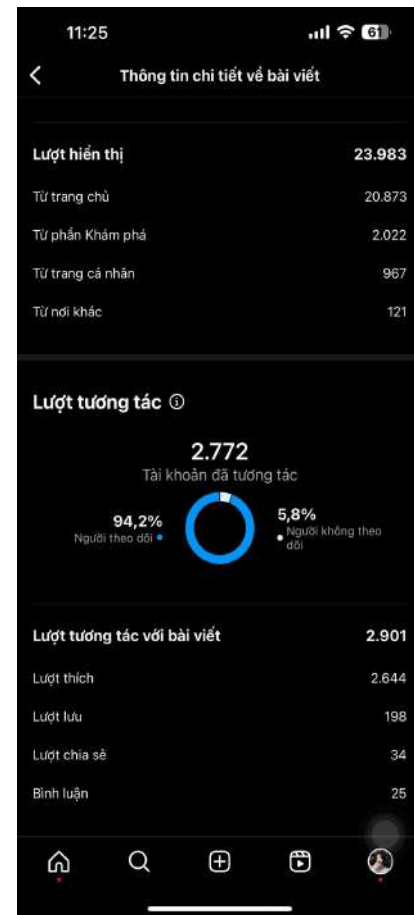 11:25
61
Thông tin chi tiết về bài viết
Lượt hiển thị 23.983
Từ trang chủ 20.873
Từ phần Khám phá 2.022
Từ trang cá nhân 967
Từ nơi khác 121
Lượt tương tác
2.772
Tài khoản đã tương tác
94,2%
Người theo dõi
5,8%
Người không theo
dõi
Lượt tương tác với bài viết 2.901
Lượt thích 2.644
Lượt lưu 198
Lượt chia sẻ 34
Bình luận 25